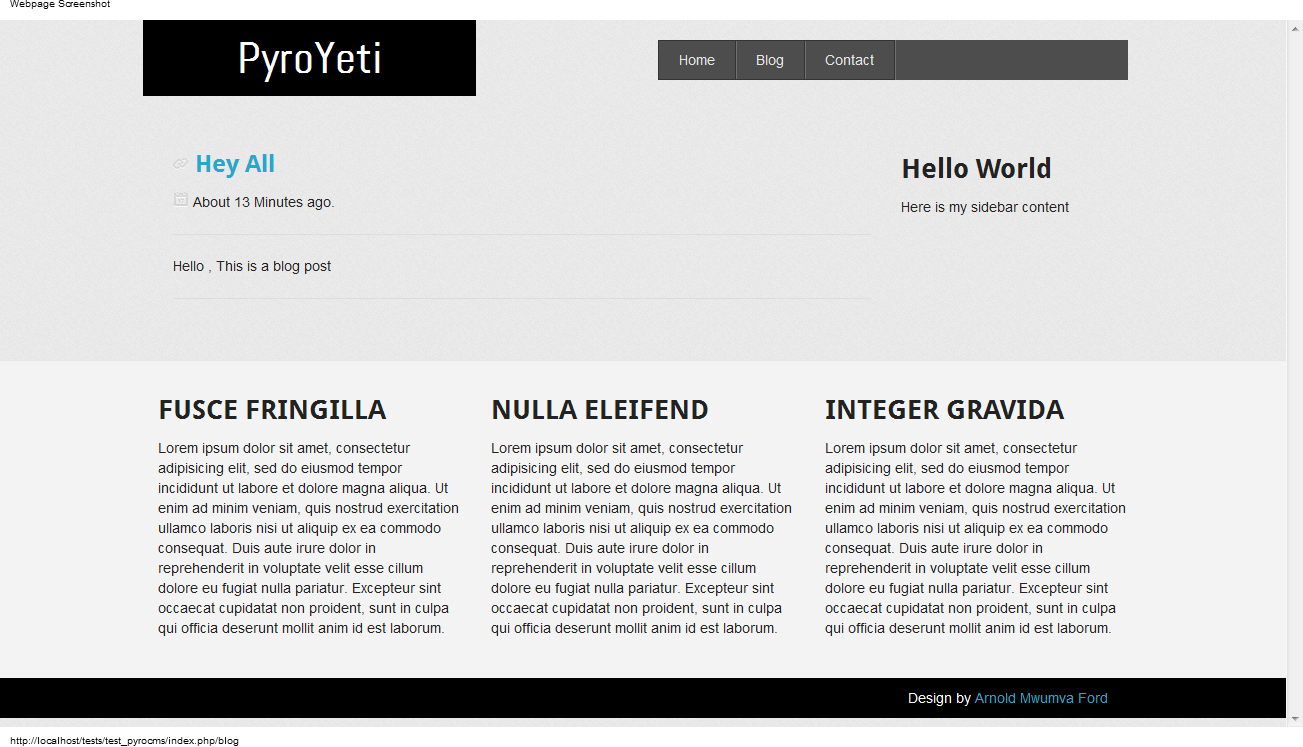 Webpage Screenshot
PyroYeti
Home Blog Contact
Hey All
About 13 Minutes ago.
Hello , This is a blog post
Hello World
Here is my sidebar content
FUSCE FRINGILLA
Lorem ipsum dolor sit amet, consectetur
adipisicing elit, sed do eiusmod tempor
incididunt ut labore et dolore magna aliqua. Ut
enim ad minim veniam, quis nostrud exercitation
ullamco laboris nisi ut aliquip ex ea commodo
consequat. Duis aute irure dolor in
reprehenderit in voluptate velit esse cillum
dolore eu fugiat nulla pariatur. Excepteur sint
occaecat cupidatat non proident, sunt in culpa
qui officia deserunt mollit anim id est laborum.
NULLA ELEIFEND
Lorem ipsum dolor sit amet, consectetur
adipisicing elit, sed do eiusmod tempor
incididunt ut labore et dolore magna aliqua. Ut
enim ad minim veniam, quis nostrud exercitation
ullamco laboris nisi ut aliquip ex ea commodo
consequat. Duis aute irure dolor in
reprehenderit in voluptate velit esse cillum
dolore eu fugiat nulla pariatur. Excepteur sint
occaecat cupidatat non proident, sunt in culpa
qui officia deserunt mollit anim id est laborum.
INTEGER GRAVIDA
Lorem ipsum dolor sit amet, consectetur
adipisicing elit, sed do eiusmod tempor
incididunt ut labore et dolore magna aliqua. Ut
enim ad minim veniam, quis nostrud exercitation
ullamco laboris nisi ut aliquip ex ea commodo
consequat. Duis aute irure dolor in
reprehenderit in voluptate velit esse cillum
dolore eu fugiat nulla pariatur. Excepteur sint
occaecat cupidatat non proident, sunt in culpa
qui officia deserunt mollit anim id est laborum.
Design by Arnold Mwumva Ford
http://localhost/tests/test_pyrocms/index.php/blog